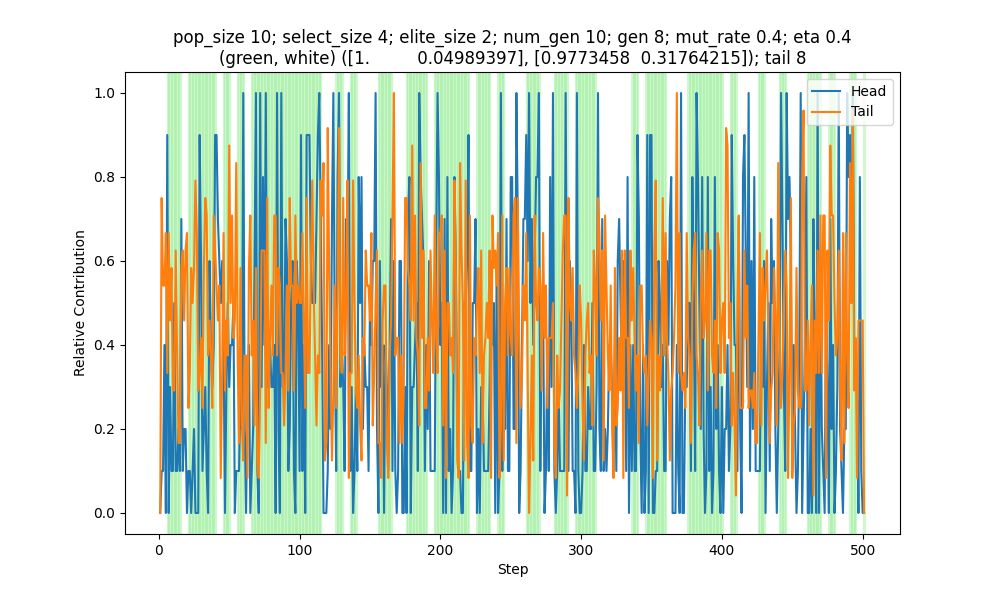 pop_size 10; select_size 4; elite_size 2; num_gen 10; gen 8; mut_rate 0.4; eta 0.4
(green, white) ([1. 0.04989397], [0.9773458 0.31764215]); tail 8
Head
Tail
1.0
0.8
0.6
0.4
0.2
0.0
Relative Contribution
0 100 200 300 400 500
Step